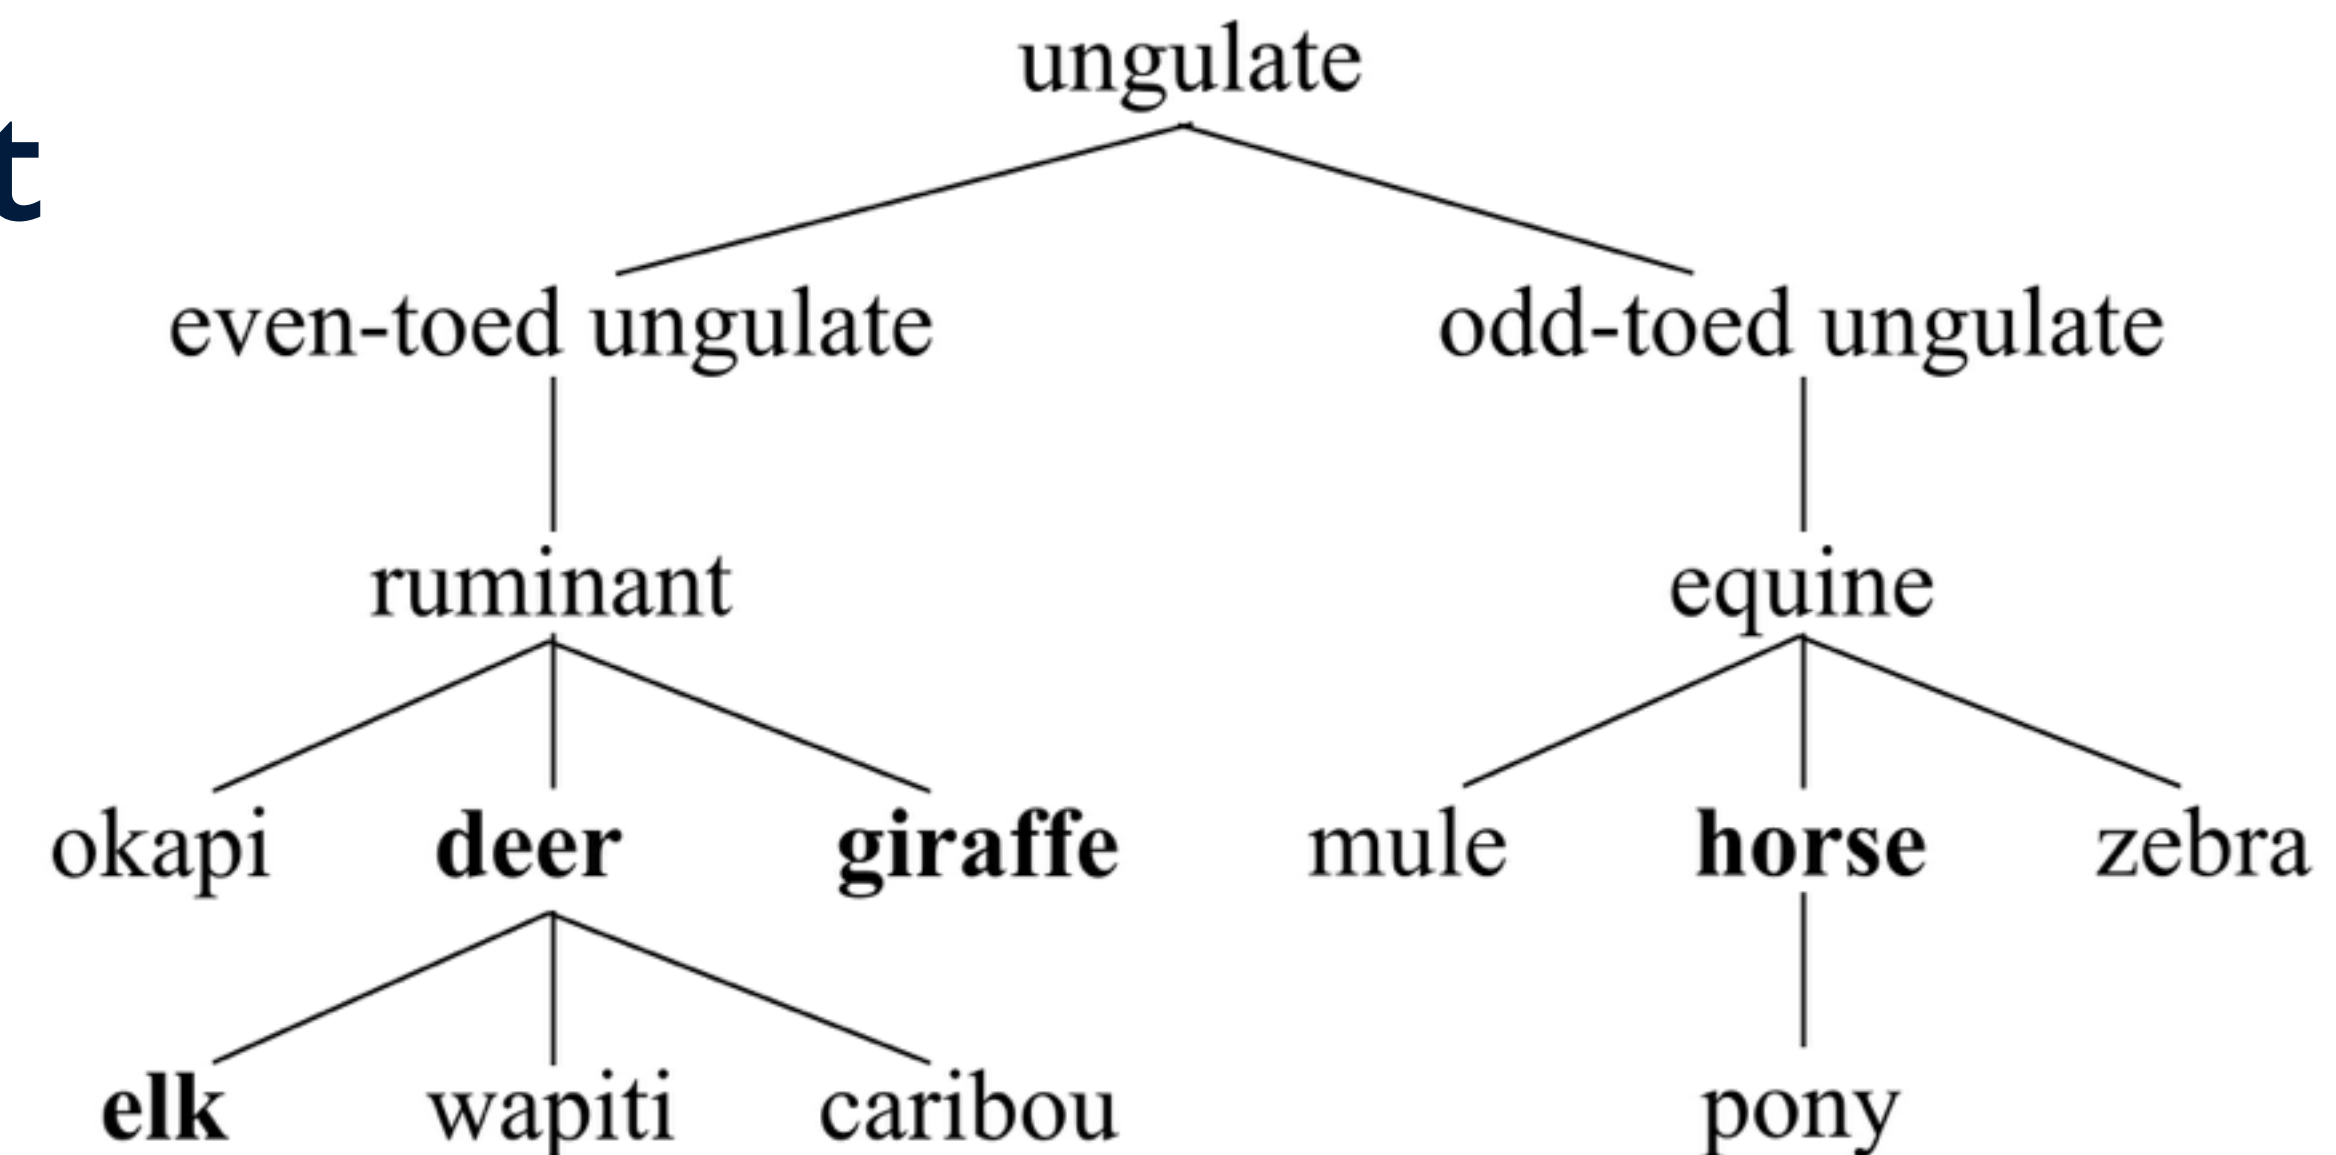 ungulate
t
even-toed ungulate odd-toed ungulate
ruminant equine
okapi deer giraffe mule horse zebra
elk wapiti caribou pony